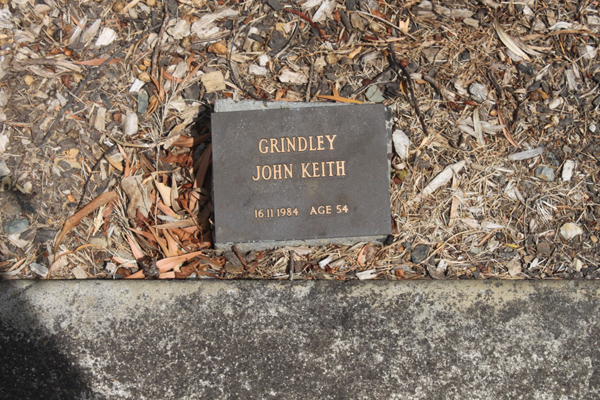 GRINDLEY
JOHN KEITH
16 11 1984 AGE 54